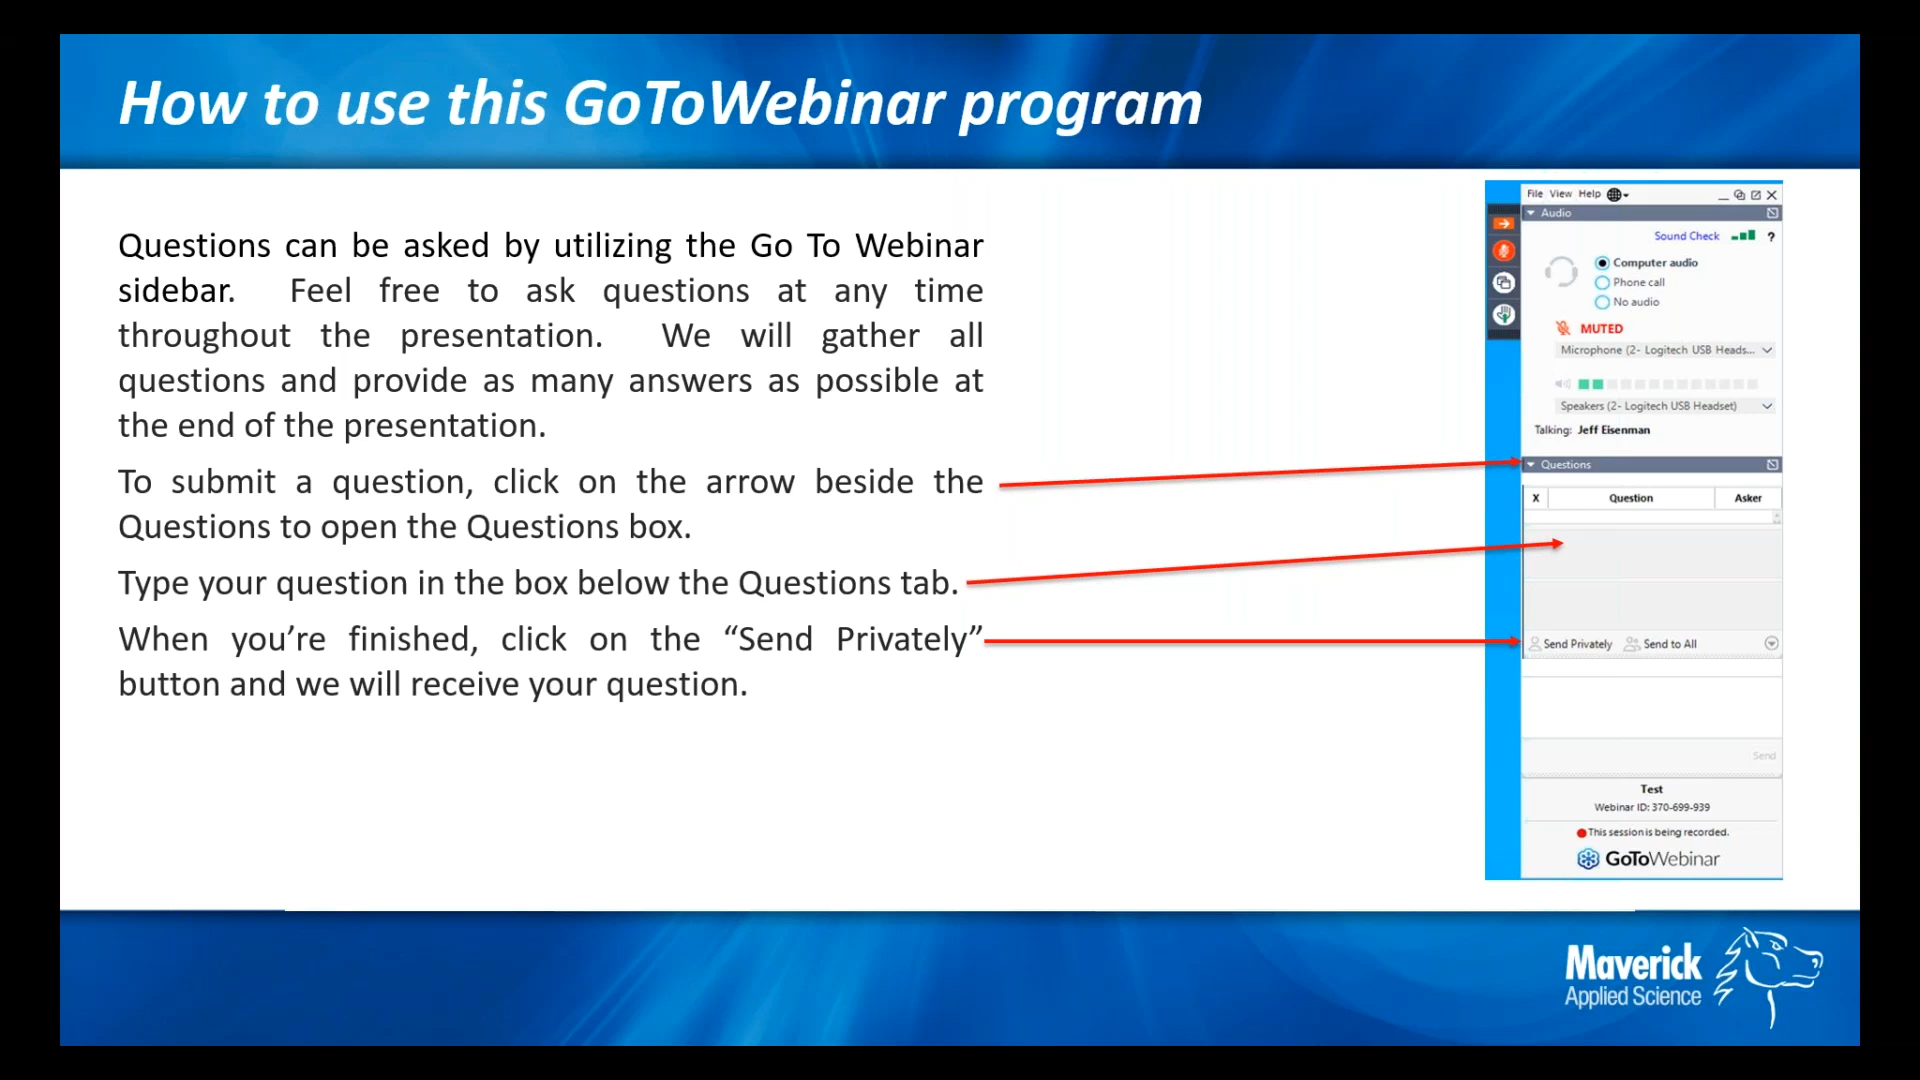 How to use this GoToWebinar program
Questions can be asked by utilizing the Go To Webinar
sidebar. Feel free to ask questions at any time
throughout the presentation. We will gather all
questions and provide as many answers as possible at
the end of the presentation.
To submit a question, click on the arrow beside the
Questions to open the Questions box.
Type your question in the box below the Questions tab.
When you’re finished, click on the “Send Privately”
button and we will receive your question.
File View Help
Audio
Sound Check ?
Computer audio
Phone call
No audio
MUTED
Microphone (2- Logitech USB Heads...
Speakers (2- Logitech USB Headset)
Talking: Jeff Eisenman
Questions
X Question Asker
Send Privately Send to All
Send
Test
Webinar ID: 370-699-939
This session is being recorded.
GoToWebinar
Maverick
Applied Science